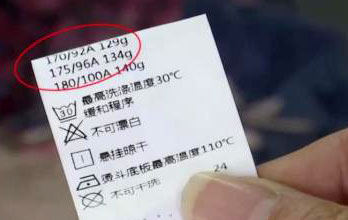 170/92A 129g
175/96A 134g
180/100A 140g
最高洗涤温度30℃
缓和程序
不可漂白
悬挂晾干
熨斗底板最高温度110℃
不可干洗
24